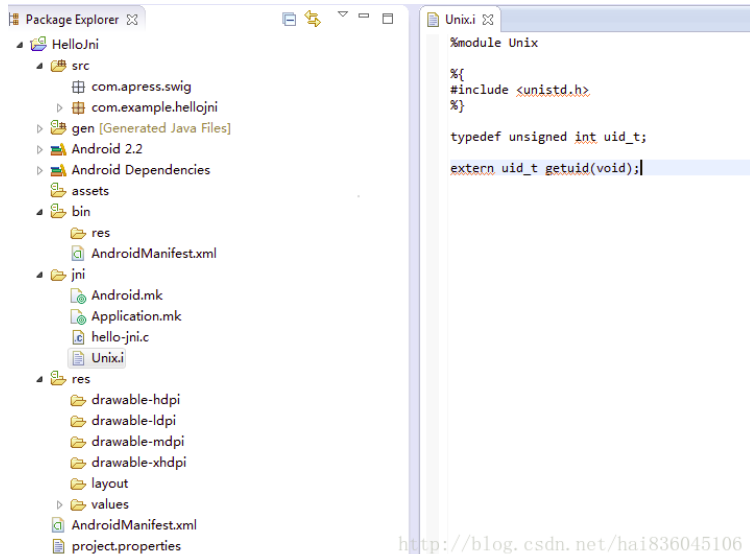 Package Explorer
HelloJni
src
com.apress.swig
com.example.hellojni
gen [Generated Java Files]
Android 2.2
Android Dependencies
assets
bin
res
AndroidManifest.xml
jni
Android.mk
Application.mk
hello-jni.c
Unix.i
res
drawable-hdpi
drawable-ldpi
drawable-mdpi
drawable-xhdpi
layout
values
AndroidManifest.xml
project.properties
Unix.i
%module Unix
%{
#include <unistd.h>
%}
typedef unsigned int uid_t;
extern uid_t getuid(void);
http://blog.csdn.net/hai836045106